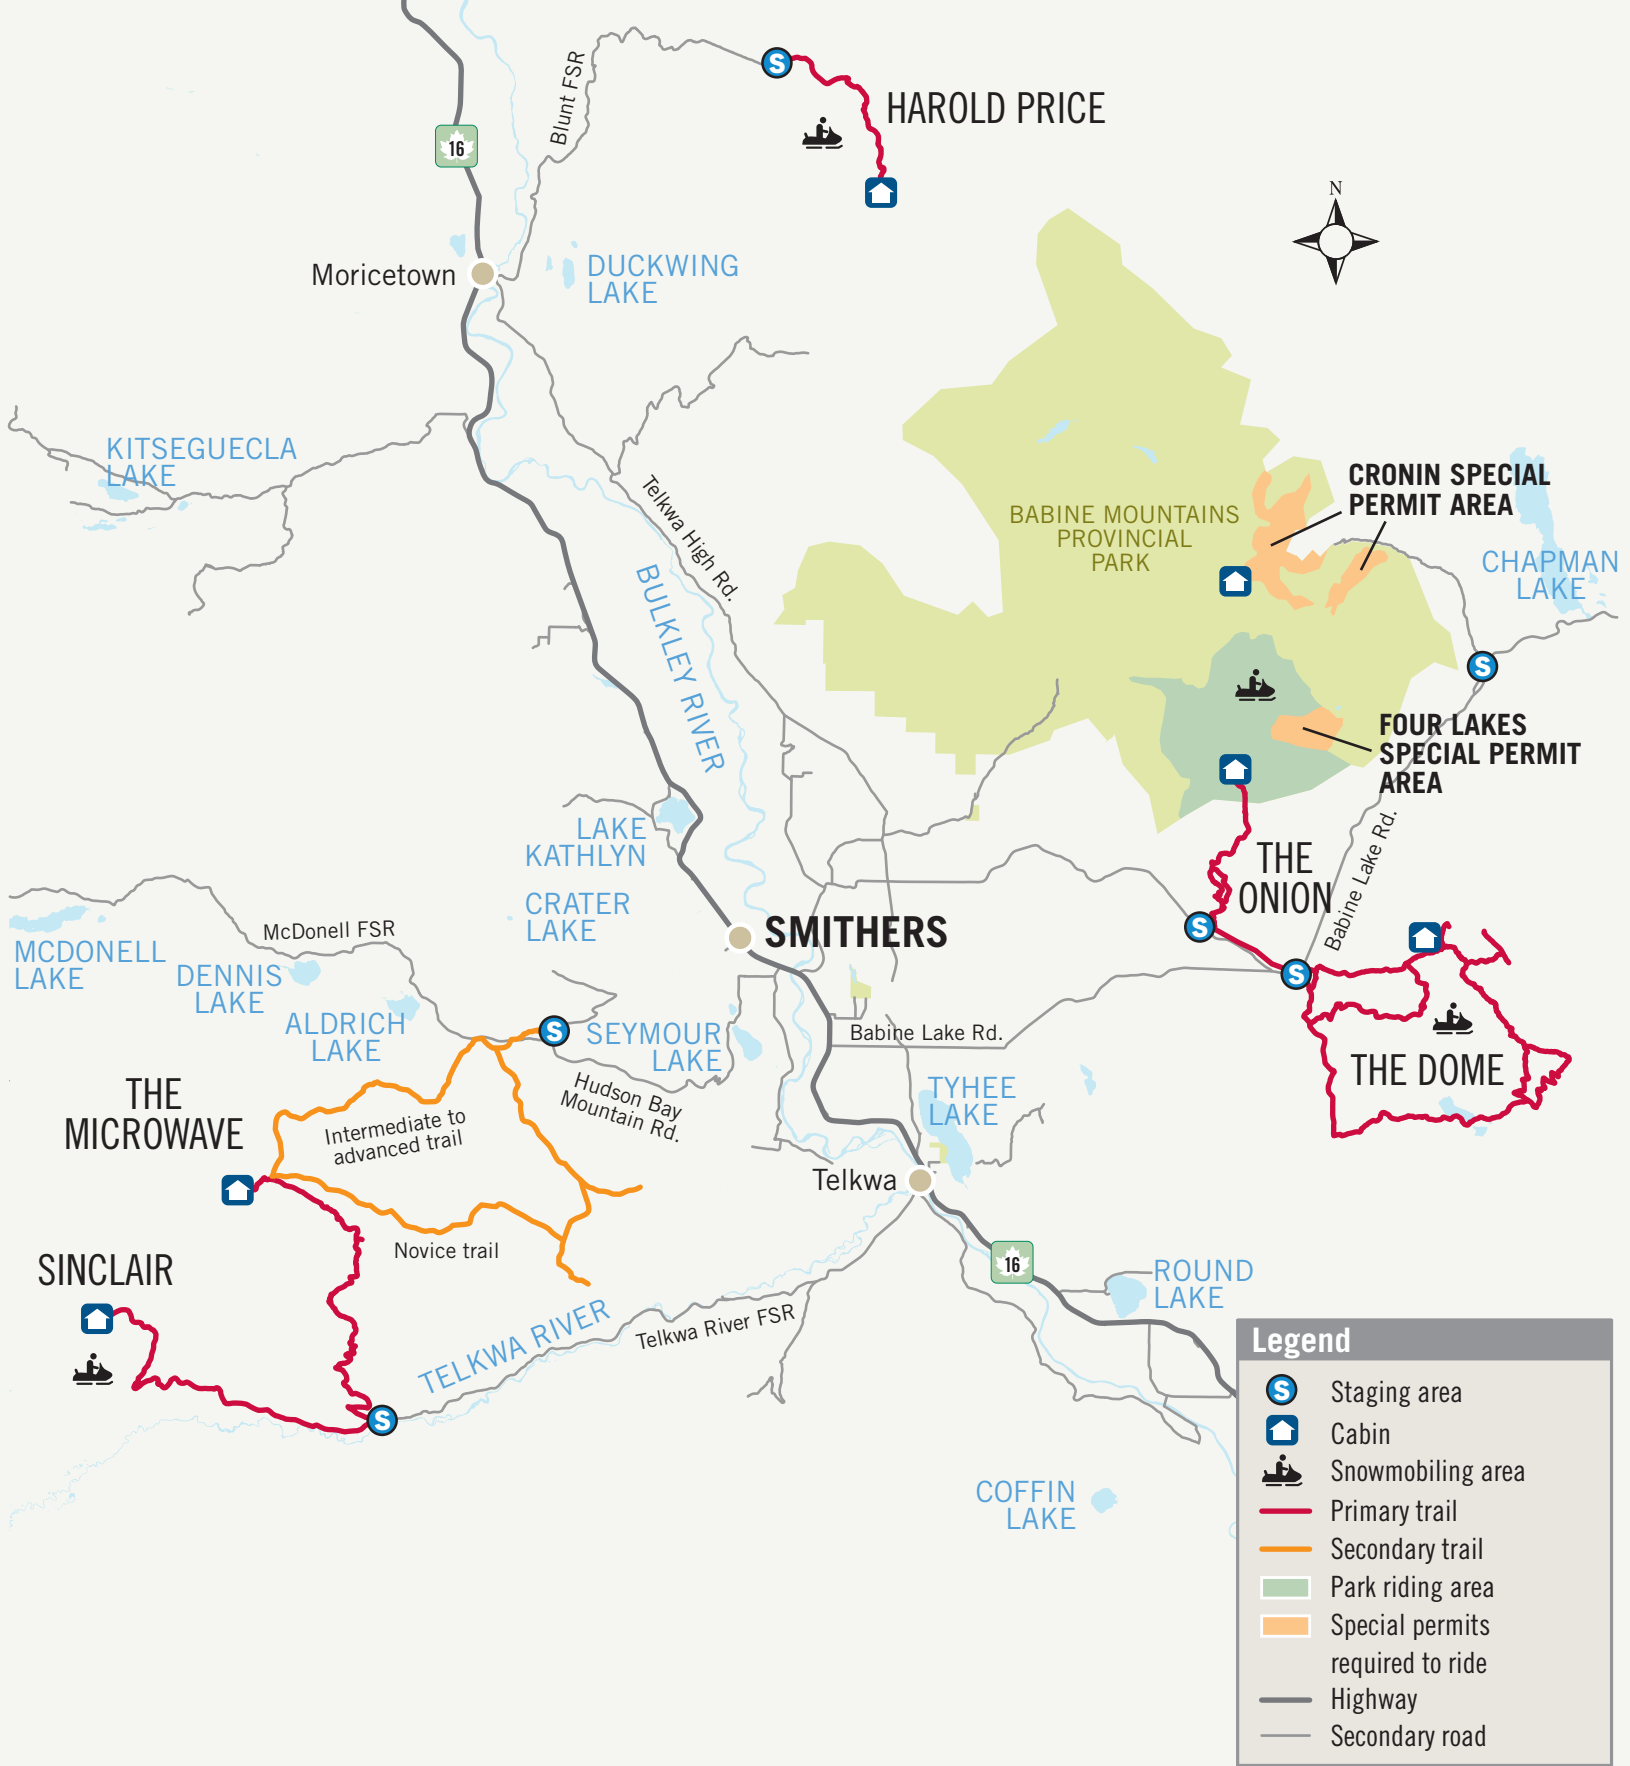 Blunt FSR
S
HAROLD PRICE
16
N
Moricetown
DUCKWING
LAKE
KITSEGUECLA
LAKE
Telkwa High Rd.
BULKLEY RIVER
BABINE MOUNTAINS
PROVINCIAL
PARK
CRONIN SPECIAL
PERMIT AREA
CHAPMAN
LAKE
S
FOUR LAKES
SPECIAL PERMIT
AREA
LAKE
KATHLYN
CRATER
LAKE
THE
ONION
Babine Lake Rd.
S
S
McDonell FSR
MCDONELL
LAKE
DENNIS
LAKE
ALDRICH
LAKE
SMITHERS
S
SEYMOUR
LAKE
Babine Lake Rd.
THE DOME
Hudson Bay
Mountain Rd.
TYHEE
LAKE
THE
MICROWAVE
Intermediate to
advanced trail
Telkwa
Novice trail
SINCLAIR
16
ROUND
LAKE
TELKWA RIVER
Telkwa River FSR
S
COFFIN
LAKE
Legend
S
Staging area
Cabin
Snowmobiling area
Primary trail
Secondary trail
Park riding area
Special permits
required to ride
Highway
Secondary road